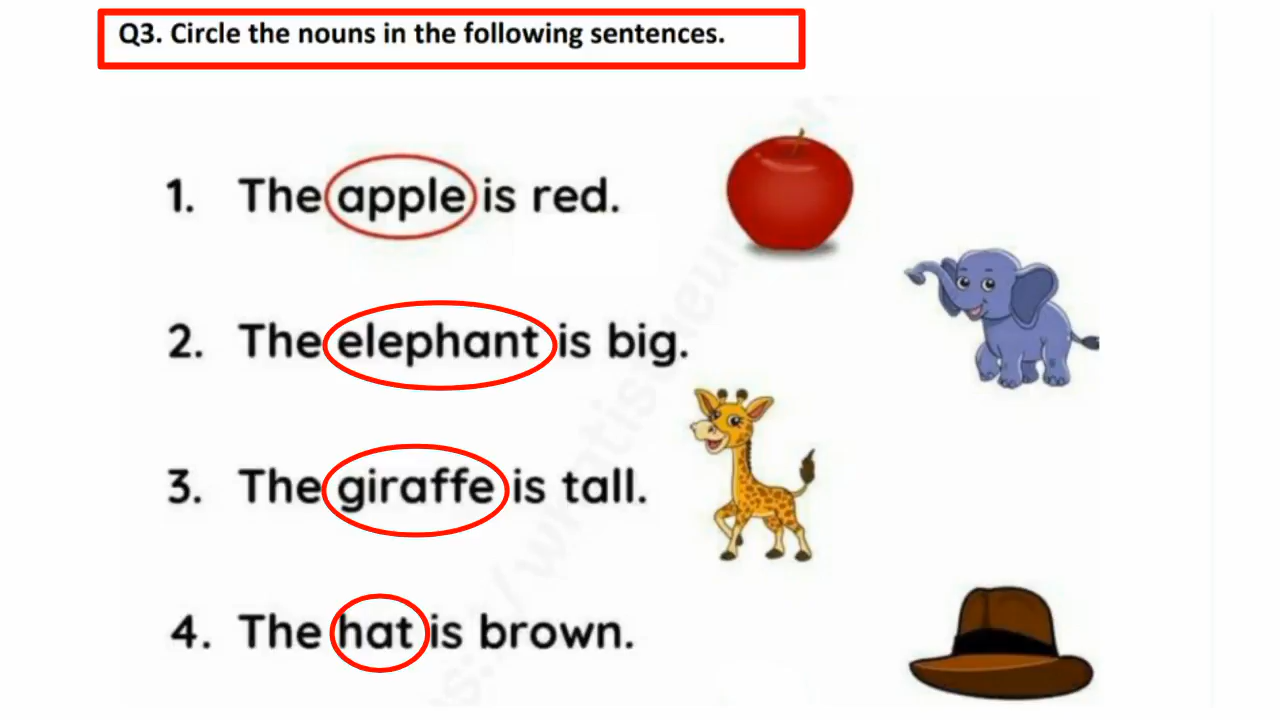 Q3. Circle the nouns in the following sentences.
1. The apple is red.
2. The elephant is big.
3. The giraffe is tall.
4. The hat is brown.